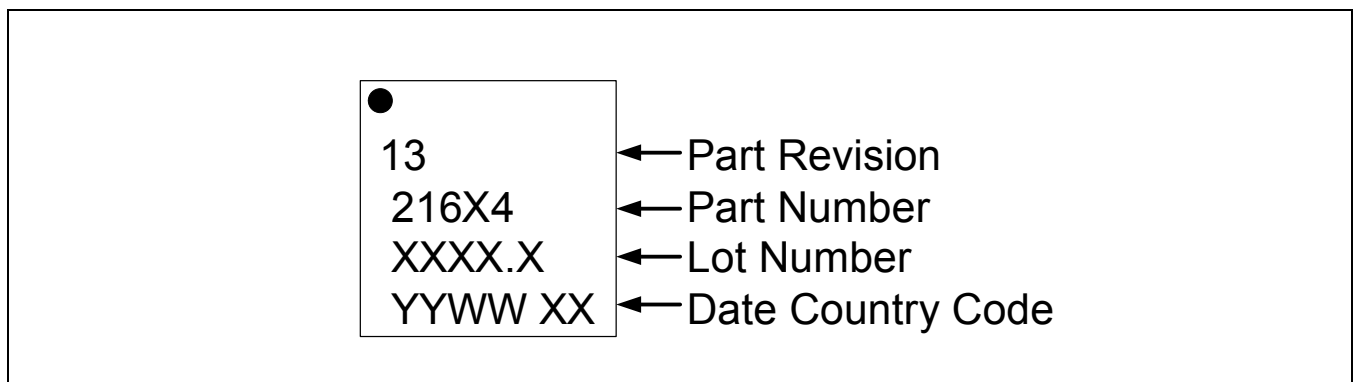 13 Part Revision
216X4 Part Number
XXXX.X Lot Number
YYWW XX Date Country Code